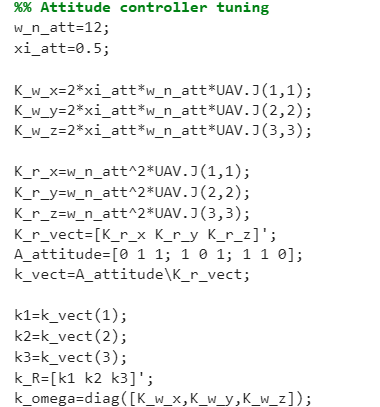 %% Attitude controller tuning
w_n_att=12;
xi_att=0.5;
K_w_x=2*xi_att*w_n_att*UAV.J(1,1);
K_w_y=2*xi_att*w_n_att*UAV.J(2,2);
K_w_z=2*xi_att*w_n_att*UAV.J(3,3);
K_r_x=w_n_att^2*UAV.J(1,1);
K_r_y=w_n_att^2*UAV.J(2,2);
K_r_z=w_n_att^2*UAV.J(3,3);
K_r_vect=[K_r_x K_r_y K_r_z]';
A_attitude=[0 1 1; 1 0 1; 1 1 0];
k_vect=A_attitude\K_r_vect;
k1=k_vect(1);
k2=k_vect(2);
k3=k_vect(3);
k_R=[k1 k2 k3]';
k_omega=diag([K_w_x,K_w_y,K_w_z]);